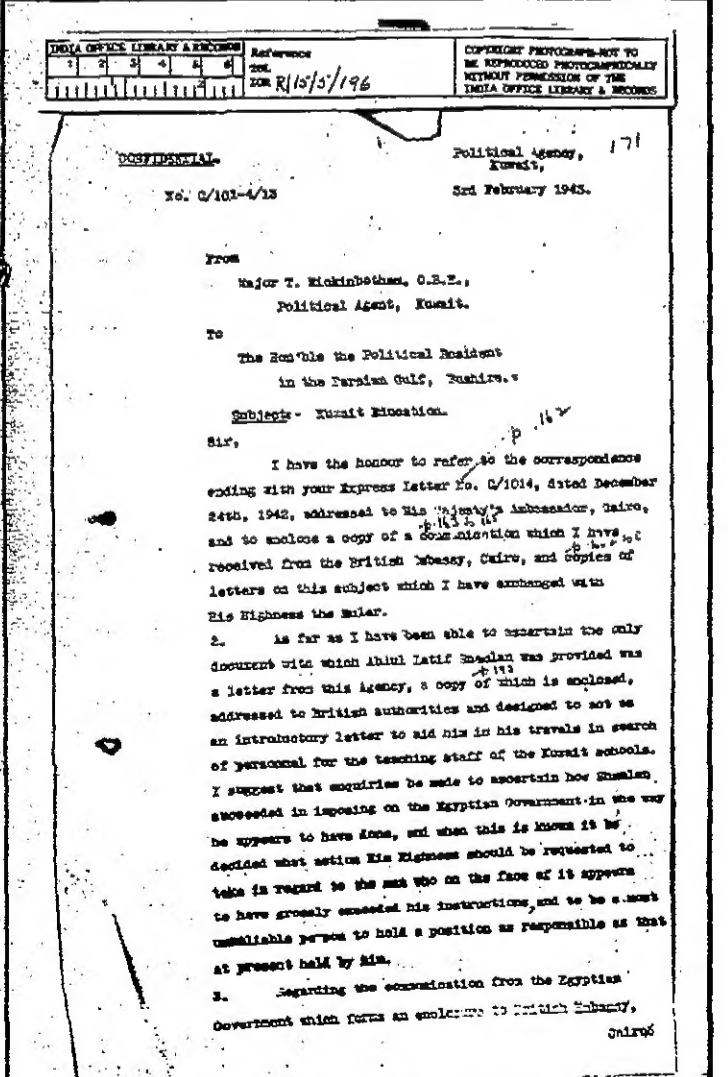 INDIA OFFICE LIBRARY & RECORDS
1 2 3 4 5 6
2
Reference
IOR R/15/5/196
COPYRIGHT PHOTOGRAPH-NOT TO
BE REPRODUCED PHOTOGRAPHICALLY
WITHOUT PERMISSION OF THE
INDIA OFFICE LIBRARY & RECORDS
171
CONFIDENTIAL.
Political Agency,
Kuwait,
No. C/102-4/13
3rd February 1943.
From
Major T. Hickinbotham, O.B.E.,
Political Agent, Kuwait.
To
The Hon'ble the Political Resident
in the Persian Gulf, Bushire.
Subject:- Kuwait Education.
p. 162
Sir,
I have the honour to refer to the correspondence
ending with your Express Letter No. C/1014, dated December
24th, 1942, addressed to His Majesty's Ambassador, Cairo,
p. 163 to 165
and to enclose a copy of a communication which I have
received from the British Embassy, Cairo, and copies of
letters on this subject which I have exchanged with
His Highness the Ruler.
2. As far as I have been able to ascertain the only
document with which Abdul Latif Shamlan was provided was
a letter from this Agency, a copy of which is enclosed,
addressed to British authorities and designed to act as
an introductory letter to aid him in his travels in search
of personnel for the teaching staff of the Kuwait schools.
I suggest that enquiries be made to ascertain how Shamlan
succeeded in imposing on the Egyptian Government in the way
he appears to have done, and when this is known it be
decided what action His Highness should be requested to
take in regard to the man who on the face of it appears
to have grossly exceeded his instructions, and to be a most
unreliable person to hold a position as responsible as that
at present held by him.
3. Regarding the communication from the Egyptian
Government which forms an enclosure to British Embassy,
Cairo's